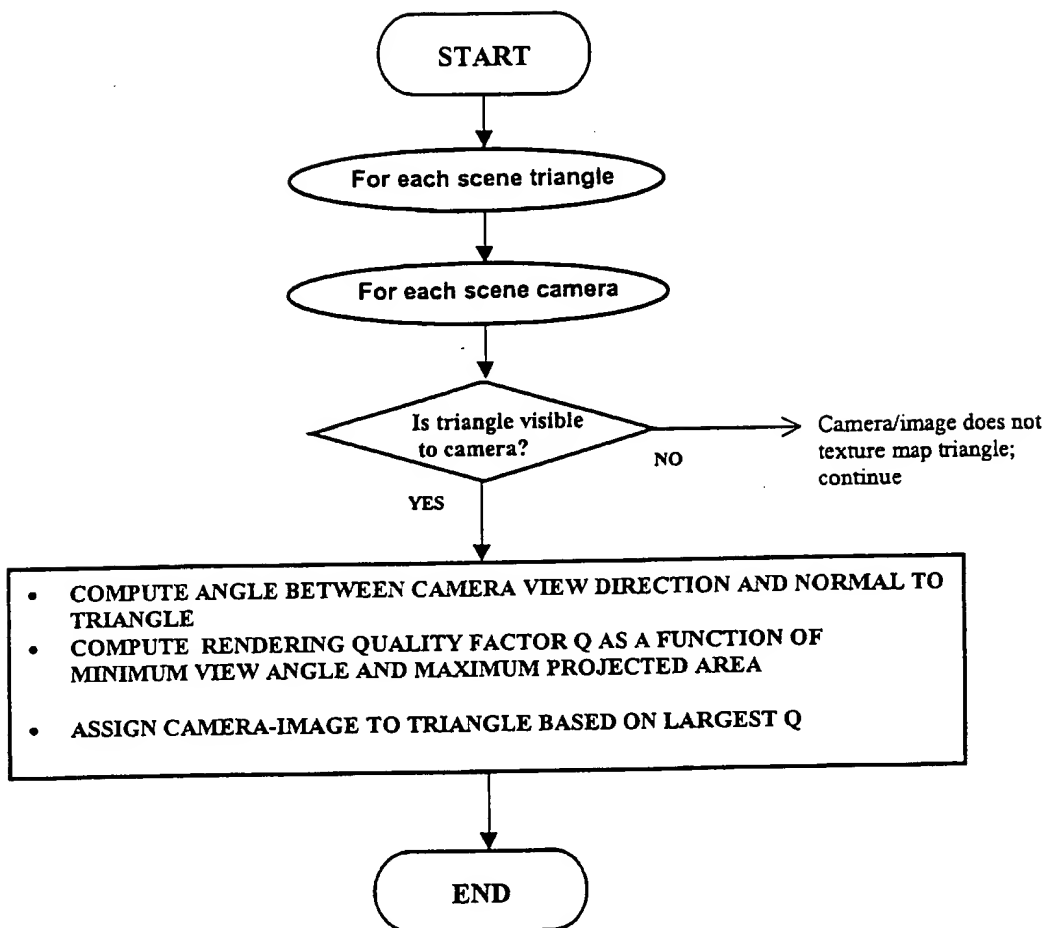 START
For each scene triangle
For each scene camera
Is triangle visible
to camera?
NO
Camera/image does not
texture map triangle;
continue
YES
• COMPUTE ANGLE BETWEEN CAMERA VIEW DIRECTION AND NORMAL TO
TRIANGLE
• COMPUTE RENDERING QUALITY FACTOR Q AS A FUNCTION OF
MINIMUM VIEW ANGLE AND MAXIMUM PROJECTED AREA
• ASSIGN CAMERA-IMAGE TO TRIANGLE BASED ON LARGEST Q
END